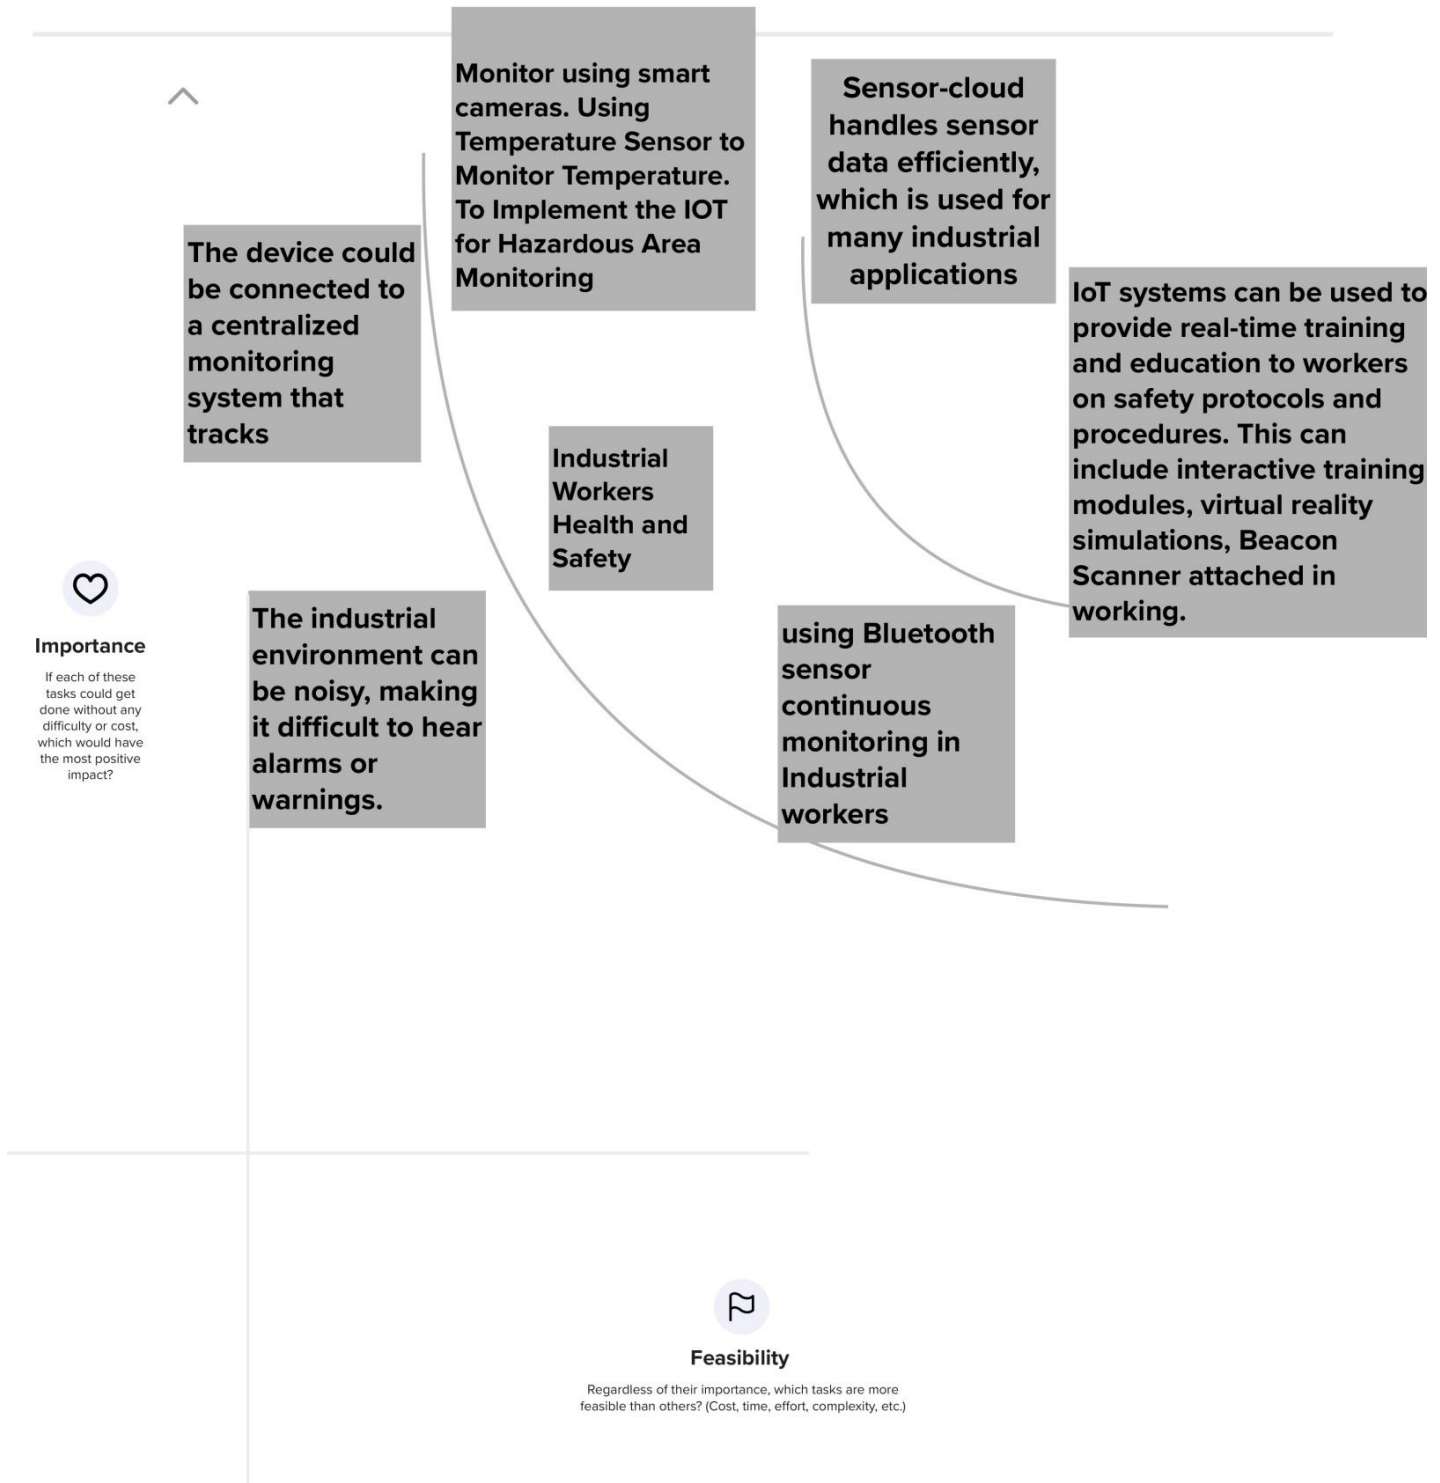 Monitor using smart
cameras. Using
Temperature Sensor to
Monitor Temperature.
To Implement the IOT
for Hazardous Area
Monitoring
Sensor-cloud
handles sensor
data efficiently,
which is used for
many industrial
applications
The device could
be connected to
a centralized
monitoring
system that
tracks
IoT systems can be used to
provide real-time training
and education to workers
on safety protocols and
procedures. This can
include interactive training
modules, virtual reality
simulations, Beacon
Scanner attached in
working.
Industrial
Workers
Health and
Safety
The industrial
environment can
be noisy, making
it difficult to hear
alarms or
warnings.
using Bluetooth
sensor
continuous
monitoring in
Industrial
workers
Importance
If each of these
tasks could get
done without any
difficulty or cost,
which would have
the most positive
impact?
Feasibility
Regardless of their importance, which tasks are more
feasible than others? (Cost, time, effort, complexity, etc.)